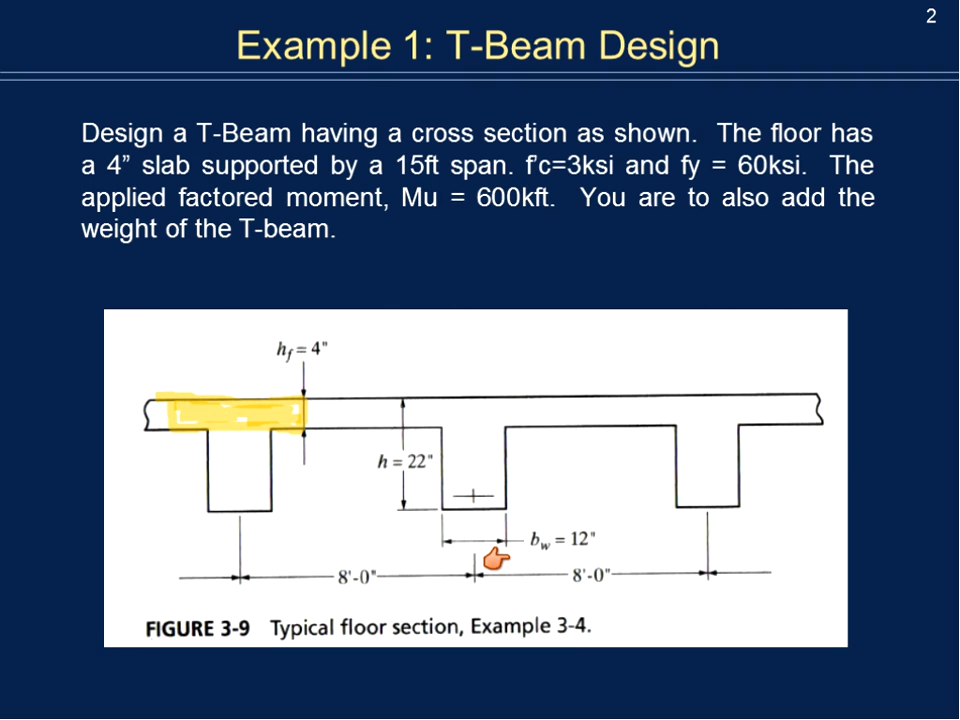 2
Example 1: T-Beam Design
Design a T-Beam having a cross section as shown. The floor has
a 4” slab supported by a 15ft span. f’c=3ksi and fy = 60ksi. The
applied factored moment, Mu = 600kft. You are to also add the
weight of the T-beam.
hf = 4"
h = 22"
bw = 12"
8'-0" 8'-0"
FIGURE 3-9 Typical floor section, Example 3-4.